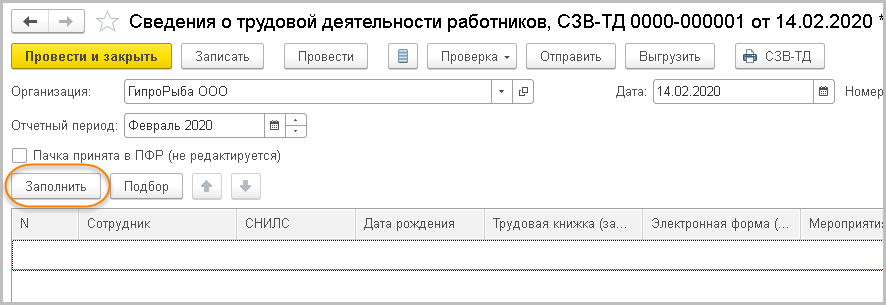 Сведения о трудовой деятельности работников, СЗВ-ТД 0000-000001 от 14.02.2020 *
Провести и закрыть Записать Провести Проверка Отправить Выгрузить СЗВ-ТД
Организация: ГипроРыба ООО Дата: 14.02.2020 Номер
Отчетный период: Февраль 2020
Пачка принята в ПФР (не редактируется)
Заполнить Подбор
N Сотрудник СНИЛС Дата рождения Трудовая книжка (за... Электронная форма (... Мероприятия